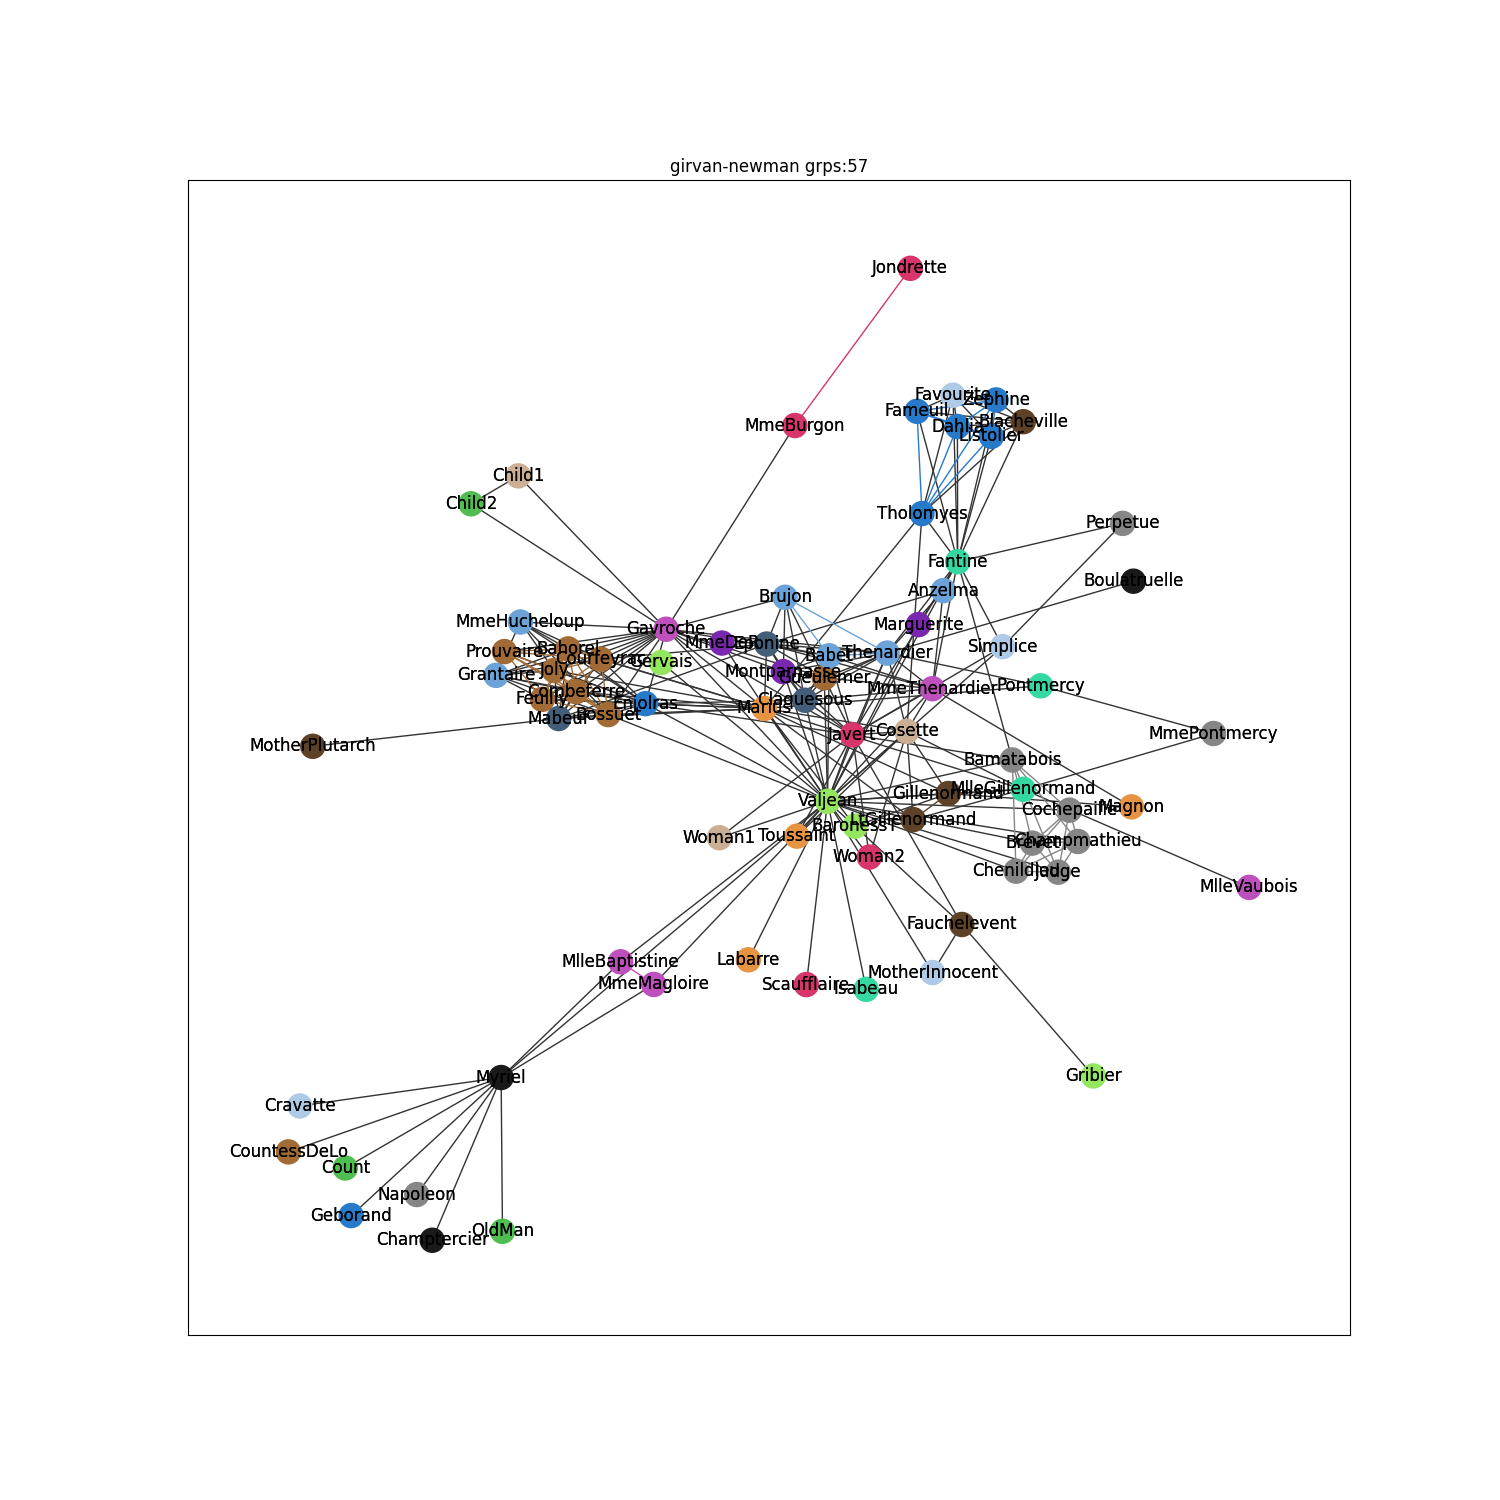 girvan-newman grps:57
Jondrette
Favourite
Zephine
Fameuil
Blacheville
MmeBurgon
Dahlia
Listolier
Child1
Child2
Tholomyes
Perpetue
Fantine
Boulatruelle
Anzelma
Brujon
MmeHucheloup
Marguerite
Gavroche
MmeDeR
Eponine
Simplice
Bahorel
Prouvaire
Courfeyrac
Gervais
Babet
Thenardier
Joly
Grantaire
Montparnasse
Gueulemer
MmeThenardier
Pontmercy
Combeferre
Feuilly
Claquesous
Enjolras
Marius
Bossuet
Mabeuf
Cosette
Javert
MmePontmercy
MotherPlutarch
Bamatabois
MlleGillenormand
Gillenormand
Valjean
Magnon
Cochepaille
LtGillenormand
BaronessT
Toussaint
Woman1
Champmathieu
Brevet
Woman2
Chenildieu
Judge
MlleVaubois
Fauchelevent
MlleBaptistine
Labarre
MotherInnocent
MmeMagloire
Scaufflaire
Isabeau
Myriel
Gribier
Cravatte
CountessDeLo
Count
Napoleon
Geborand
OldMan
Champtercier